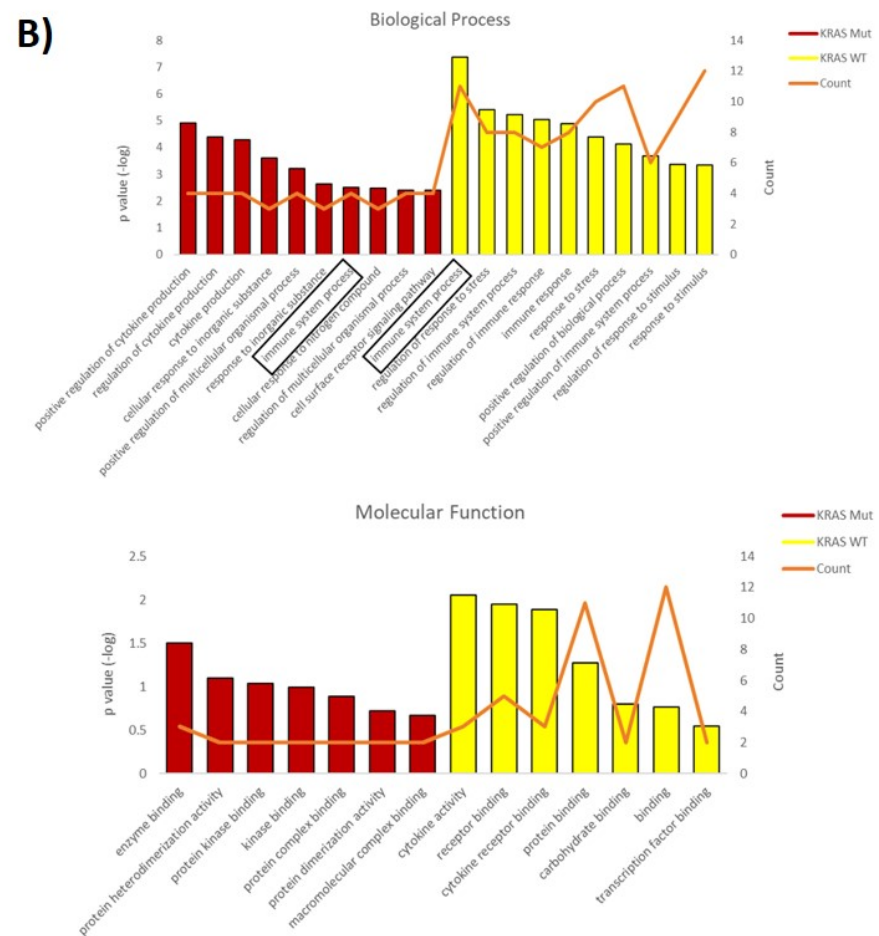 B)
Biological Process
KRAS Mut
KRAS WT
Count
8
7
6
5
4
3
2
1
0
p value (-log)
14
12
10
8
6
4
2
0
Count
positive regulation of cytokine production
regulation of cytokine production
cytokine production
cellular response to inorganic substance
positive regulation of multicellular organismal process
response to inorganic substance
immune system process
cellular response to nitrogen compound
regulation of multicellular organismal process
cell surface receptor signaling pathway
immune system process
regulation of response to stress
regulation of immune system process
regulation of immune response
immune response
response to stress
positive regulation of biological process
positive regulation of immune system process
regulation of response to stimulus
response to stimulus
Molecular Function
KRAS Mut
KRAS WT
Count
2.5
2
1.5
1
0.5
0
p value (-log)
14
12
10
8
6
4
2
0
Count
enzyme binding
protein heterodimerization activity
protein kinase binding
kinase binding
protein complex binding
protein dimerization activity
macromolecular complex binding
cytokine activity
receptor binding
cytokine receptor binding
protein binding
carbohydrate binding
binding
transcription factor binding